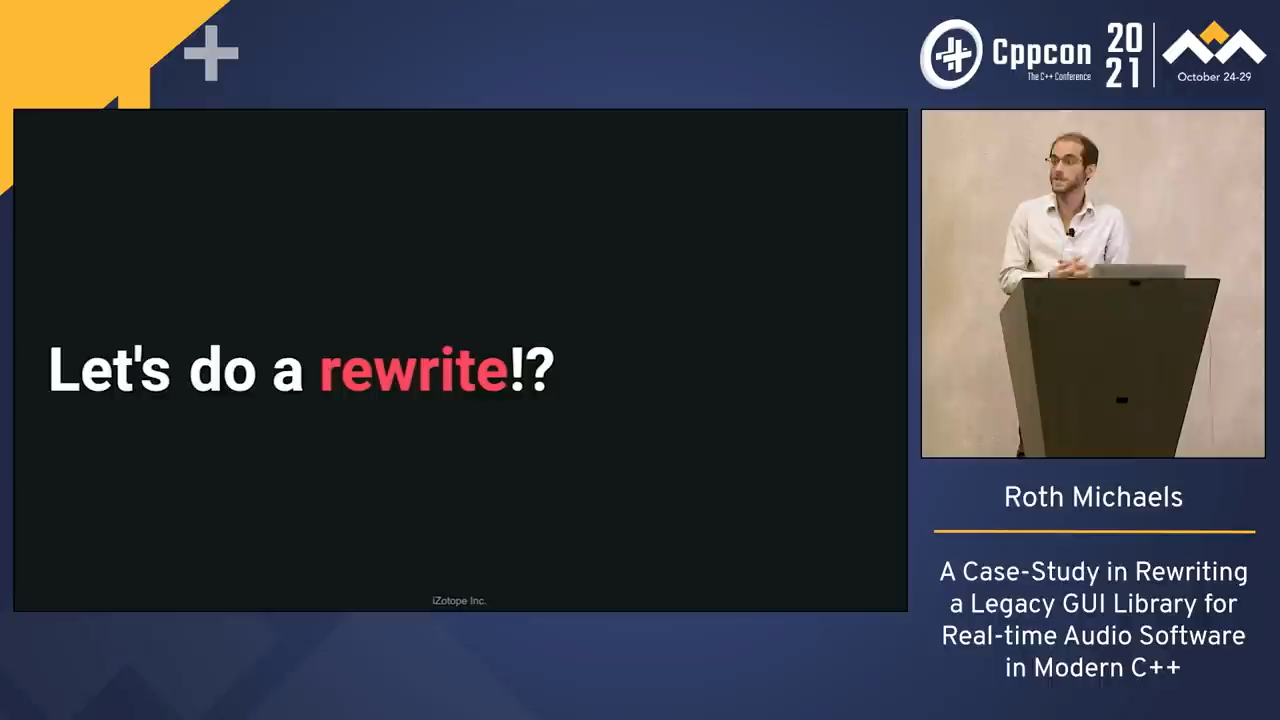 Cppcon
The C++ Conference
20
21
October 24-29
Let's do a rewrite!?
iZotope Inc.
Roth Michaels
A Case-Study in Rewriting
a Legacy GUI Library for
Real-time Audio Software
in Modern C++